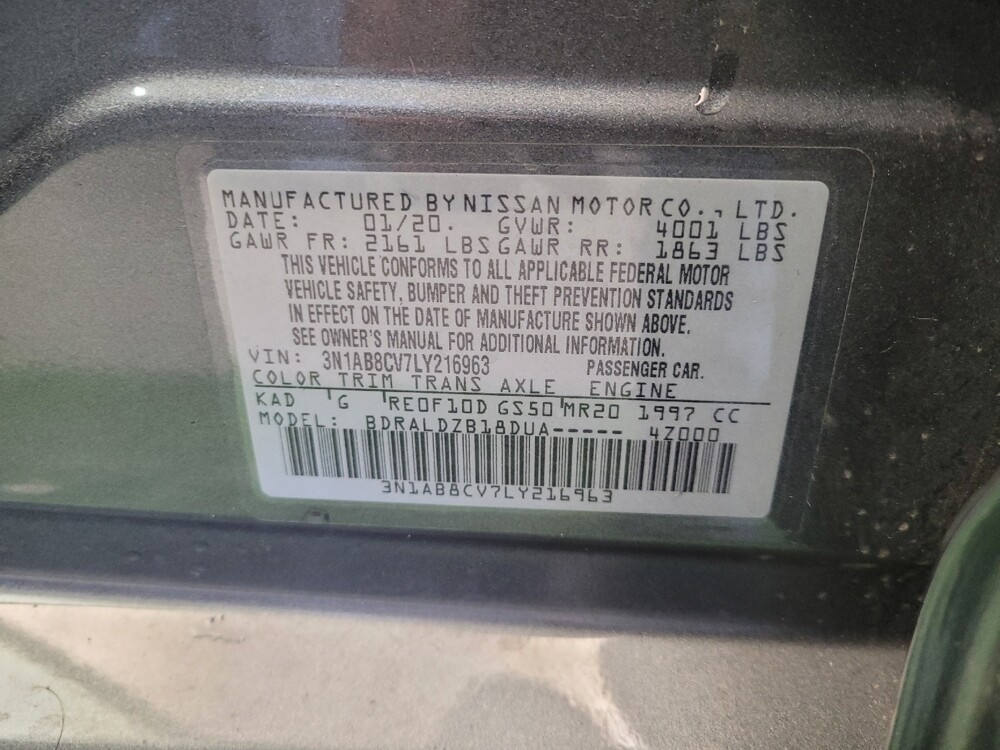 MANUFACTURED BY NISSAN MOTOR CO., LTD.
DATE: 01/20. GVWR: 4001 LBS
GAWR FR: 2161 LBS GAWR RR: 1863 LBS
THIS VEHICLE CONFORMS TO ALL APPLICABLE FEDERAL MOTOR
VEHICLE SAFETY, BUMPER AND THEFT PREVENTION STANDARDS
IN EFFECT ON THE DATE OF MANUFACTURE SHOWN ABOVE.
SEE OWNER'S MANUAL FOR ADDITIONAL INFORMATION.
VIN: 3N1AB8CV7LY216963 PASSENGER CAR.
COLOR TRIM TRANS AXLE ENGINE
KAD G RE0F10D GS50 MR20 1997 CC
MODEL: BDRALDZB18DUA----- 4Z000
3N1AB8CV7LY216963